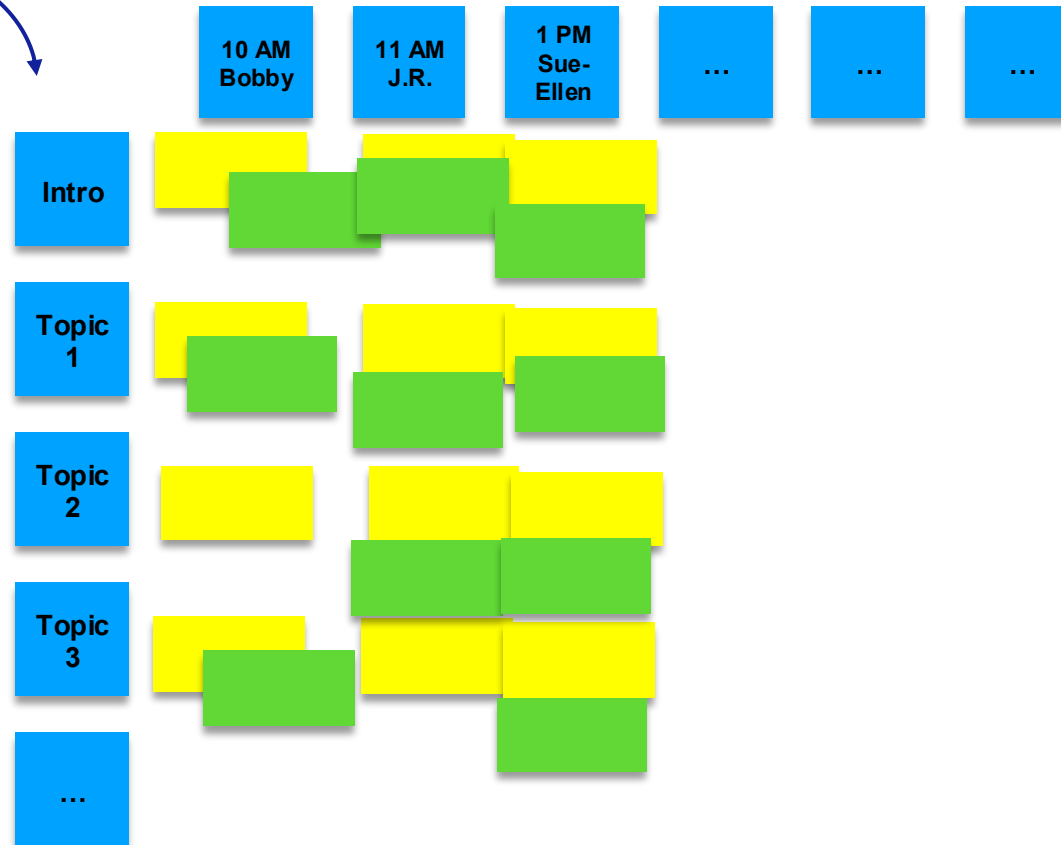 10 AM
Bobby
11 AM
J.R.
1 PM
Sue-
Ellen
...
...
...
Intro
Topic
1
Topic
2
Topic
3
...